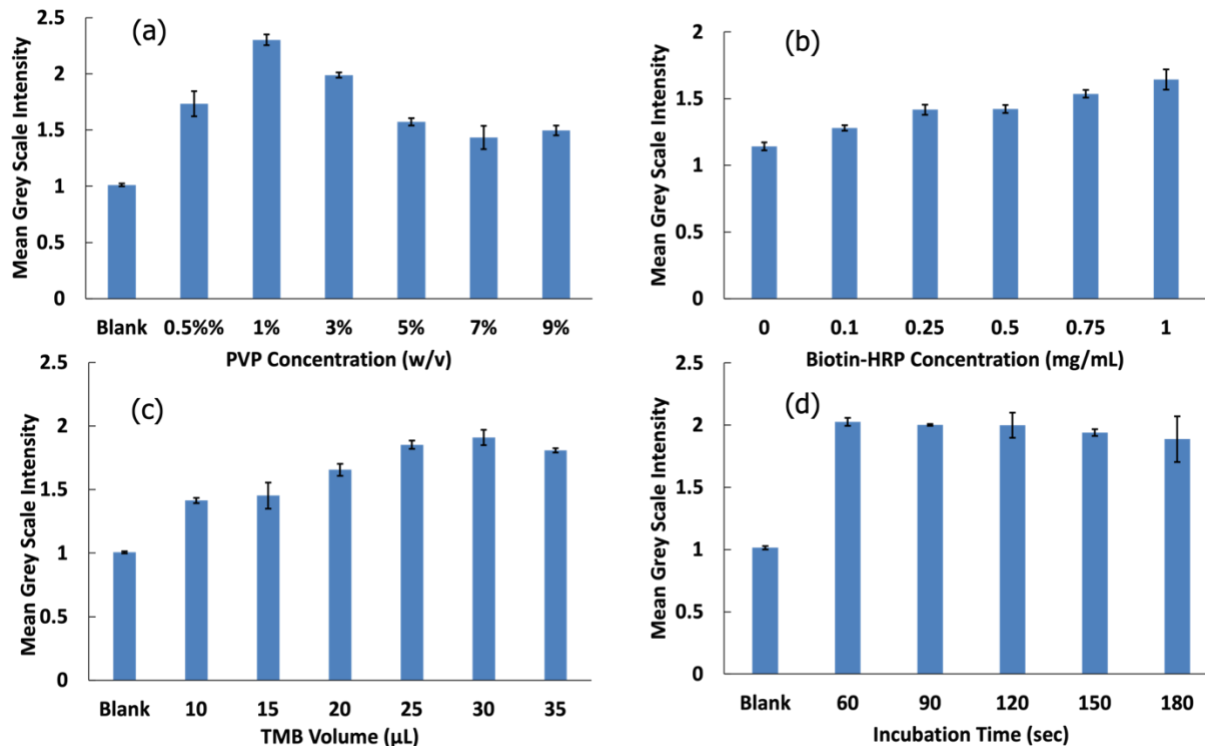 (a)
Mean Grey Scale Intensity
2.5
2
1.5
1
0.5
0
Blank 0.5%% 1% 3% 5% 7% 9%
PVP Concentration (w/v)
(b)
Mean Grey Scale Intensity
2
1.5
1
0.5
0
0 0.1 0.25 0.5 0.75 1
Biotin-HRP Concentration (mg/mL)
(c)
Mean Grey Scale Intensity
2.5
2
1.5
1
0.5
0
Blank 10 15 20 25 30 35
TMB Volume (µL)
(d)
Mean Grey Scale Intensity
2.5
2
1.5
1
0.5
0
Blank 60 90 120 150 180
Incubation Time (sec)